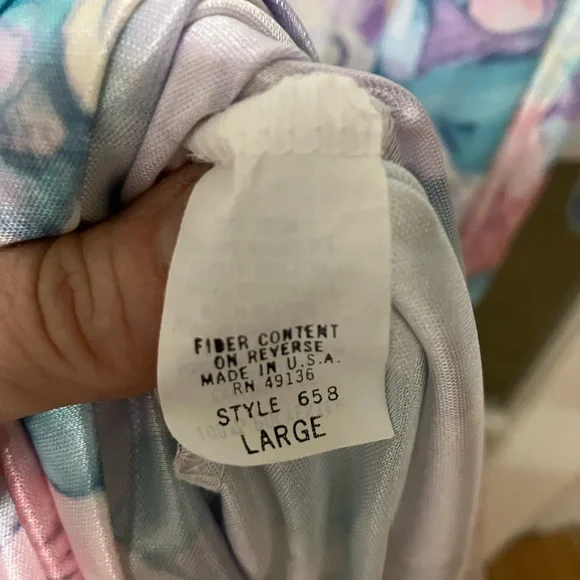 FIBER CONTENT
ON REVERSE
MADE IN U.S.A.
RN 49136
STYLE 658
LARGE